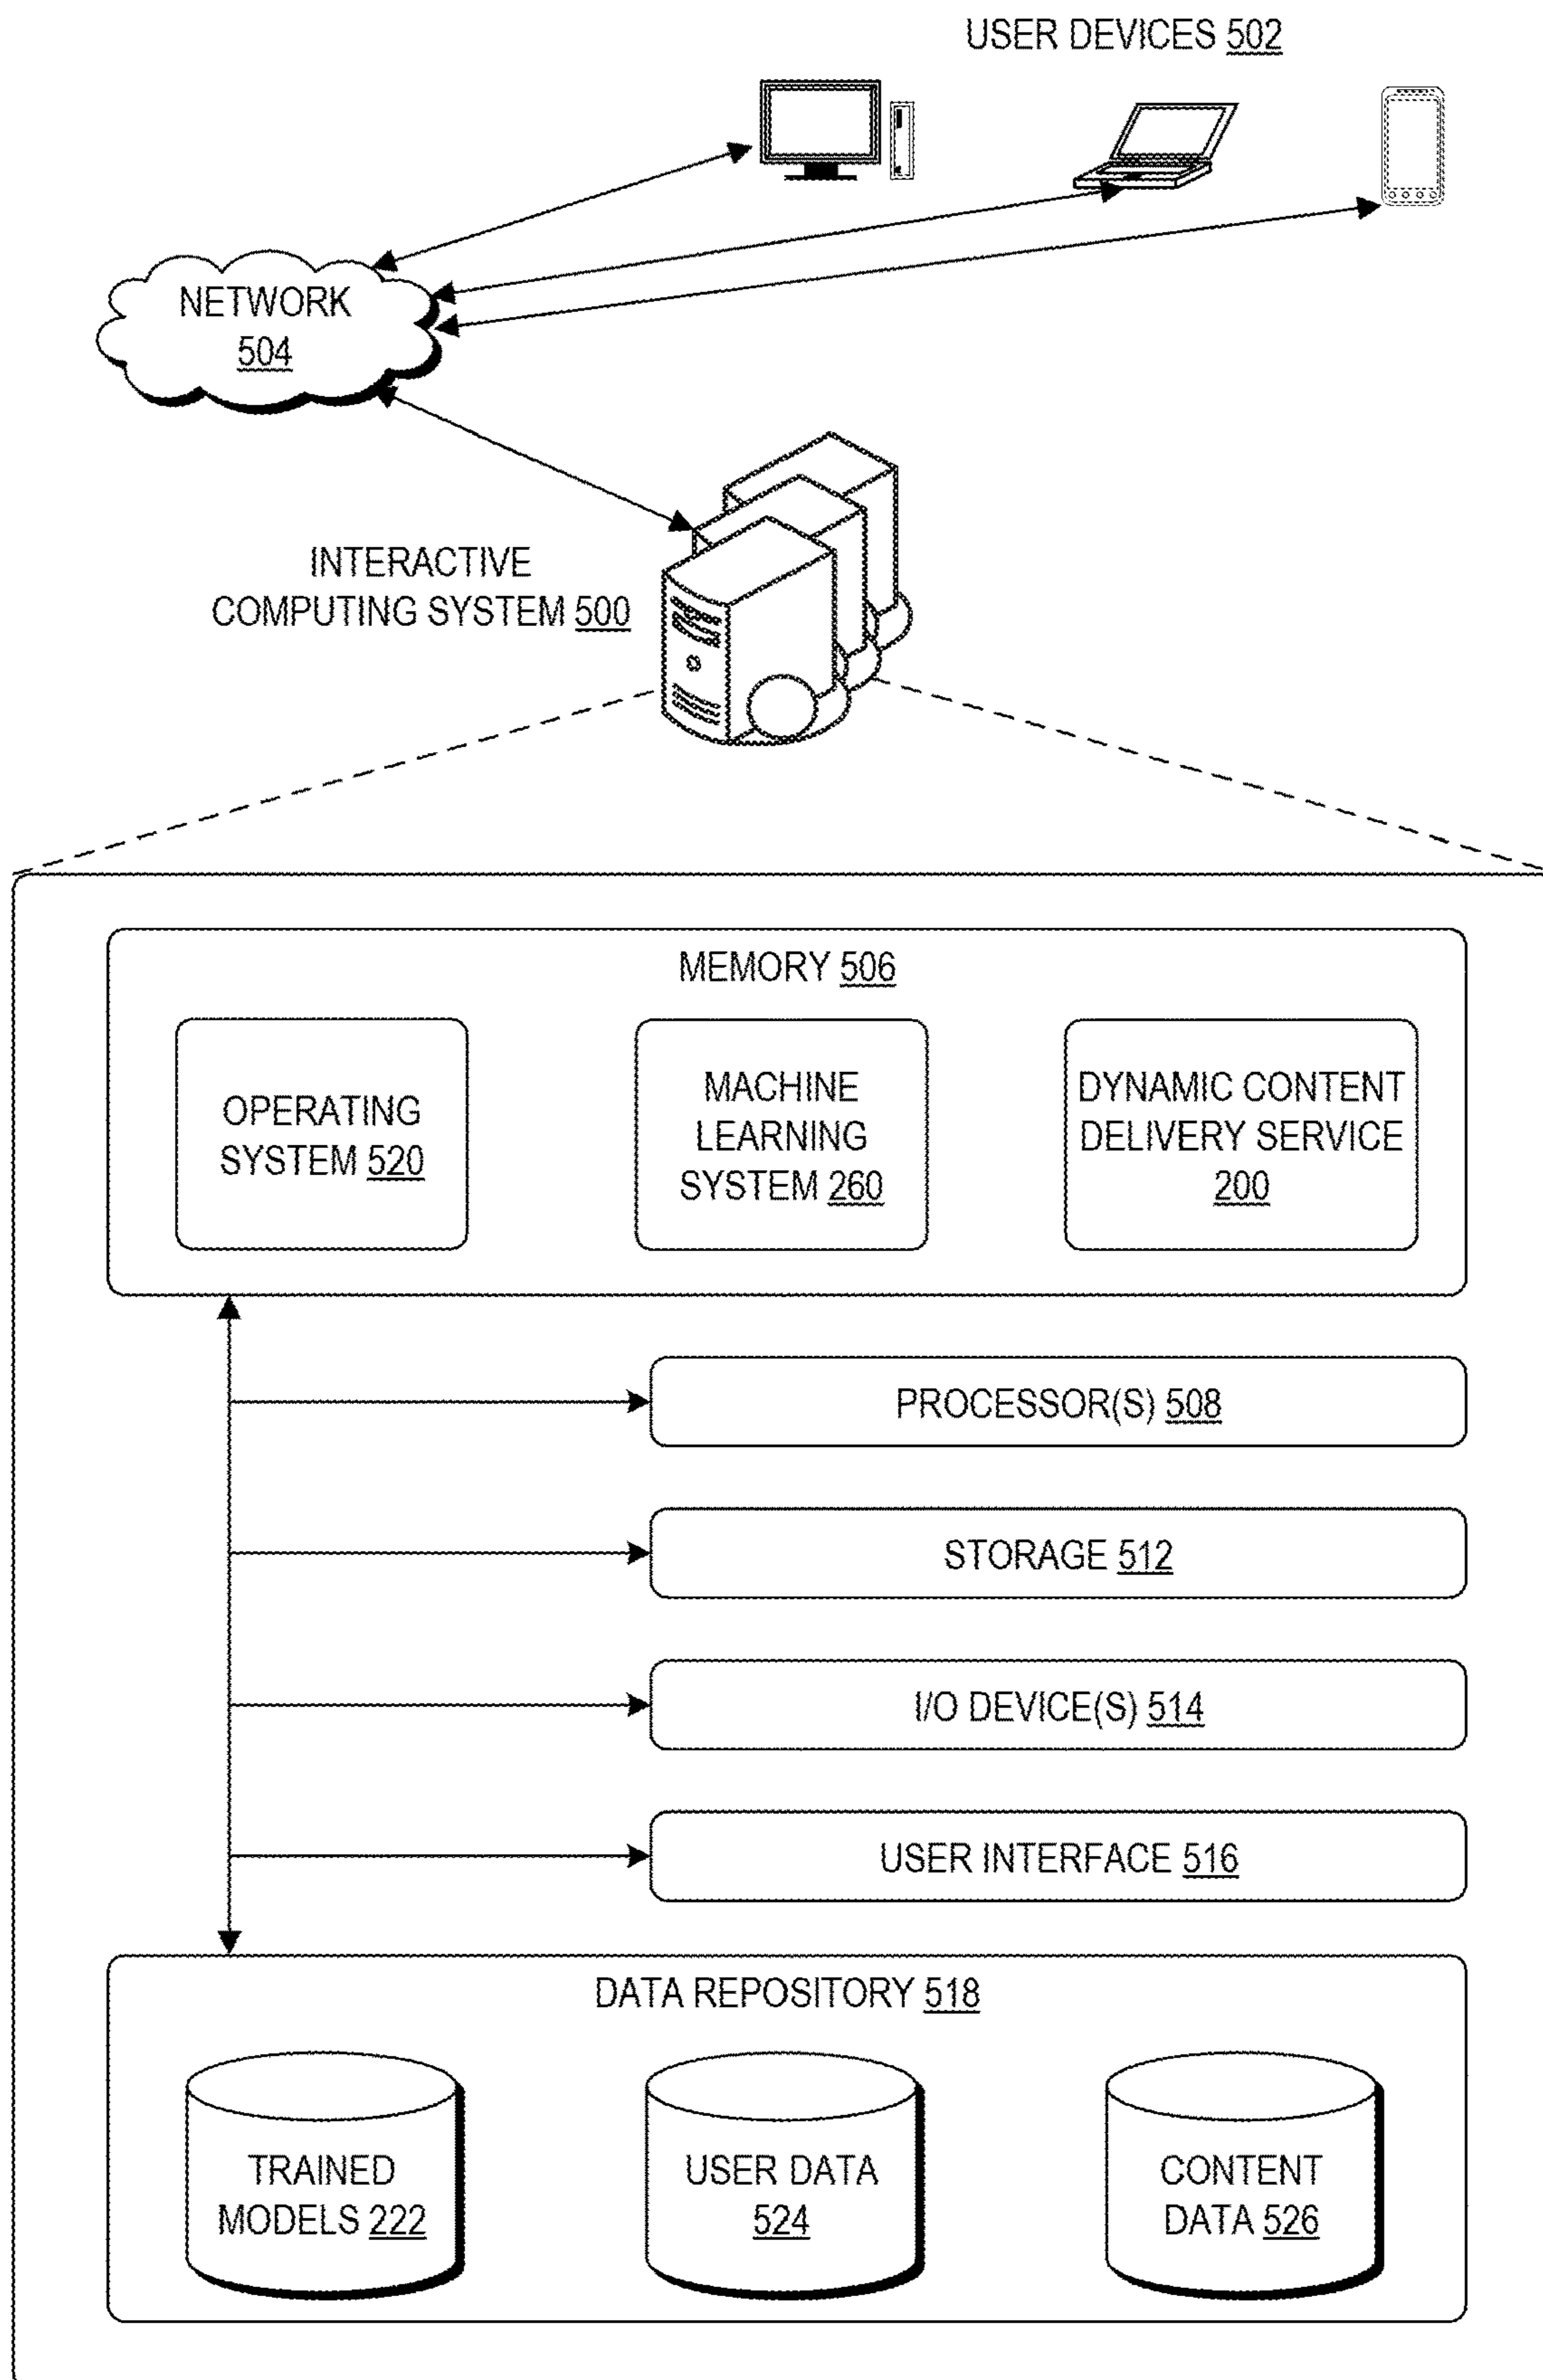 USER DEVICES 502
NETWORK
504
INTERACTIVE
COMPUTING SYSTEM 500
MEMORY 506
OPERATING
SYSTEM 520
MACHINE
LEARNING
SYSTEM 260
DYNAMIC CONTENT
DELIVERY SERVICE
200
PROCESSOR(S) 508
STORAGE 512
I/O DEVICE(S) 514
USER INTERFACE 516
DATA REPOSITORY 518
TRAINED
MODELS 222
USER DATA
524
CONTENT
DATA 526